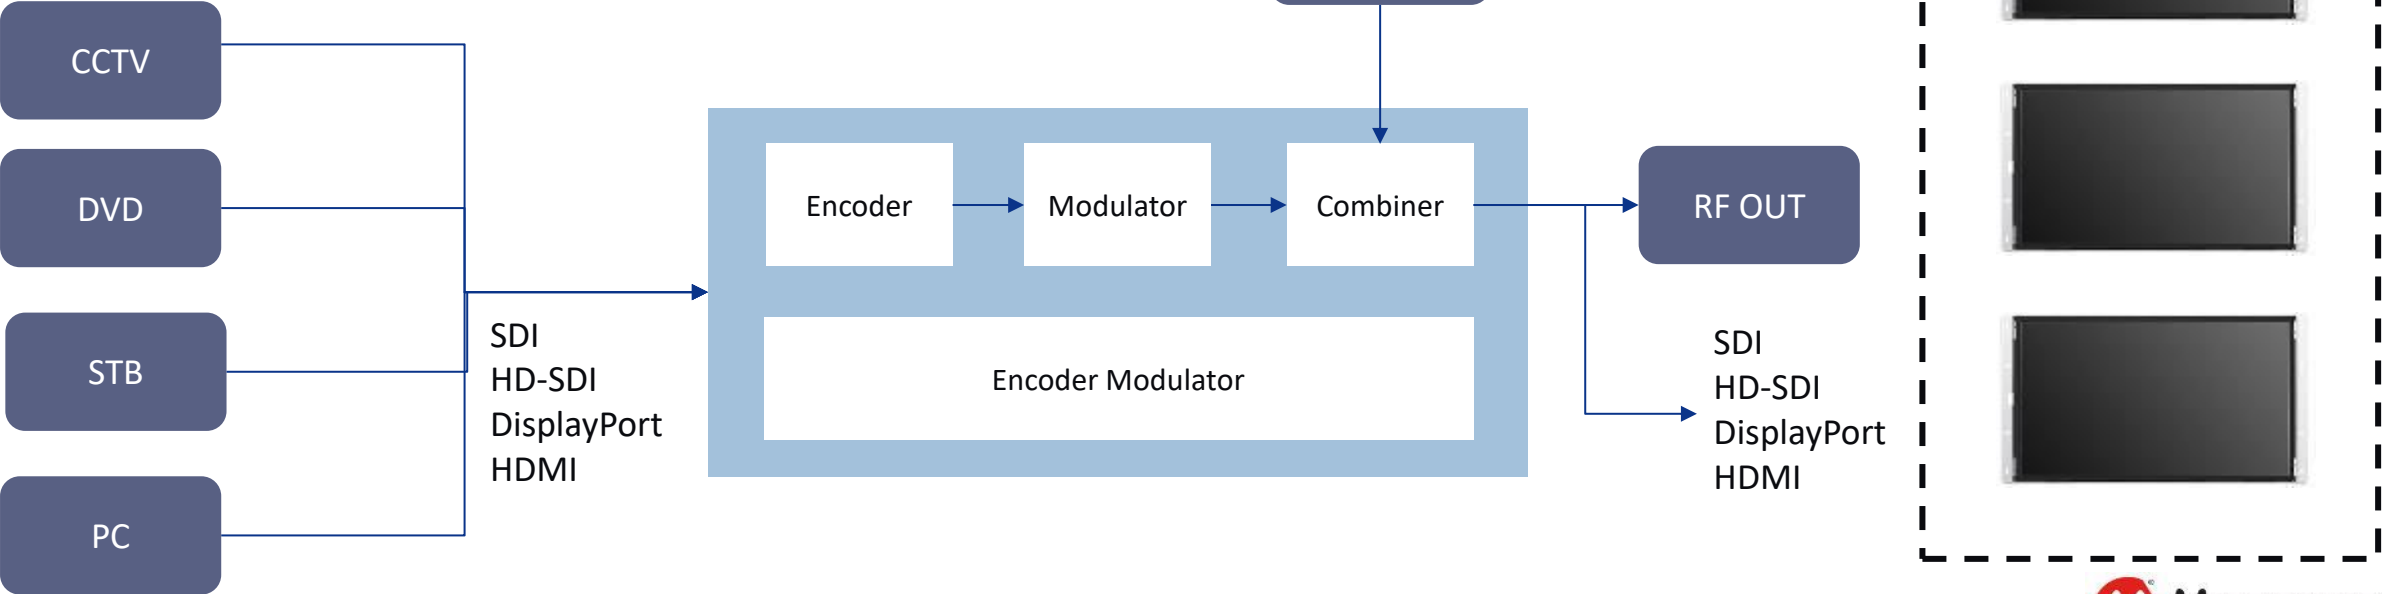 CCTV
DVD
STB
PC
SDI
HD-SDI
DisplayPort
HDMI
Encoder
Modulator
Combiner
Encoder Modulator
RF OUT
SDI
HD-SDI
DisplayPort
HDMI